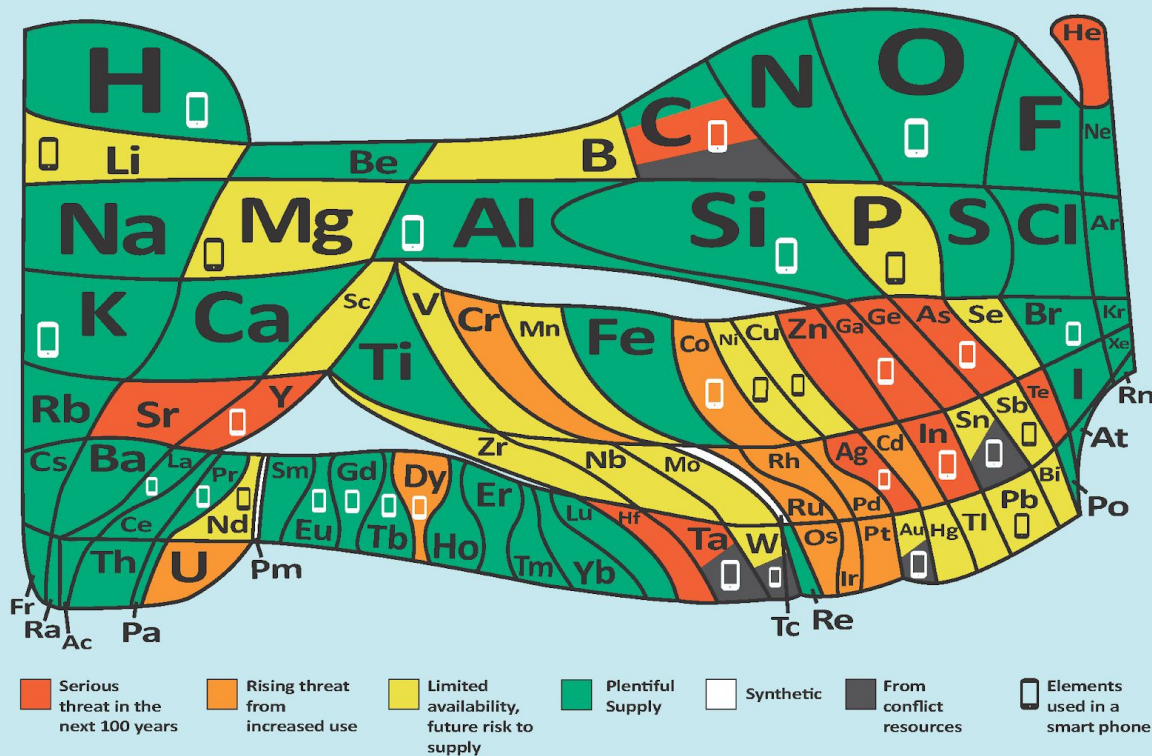 H
He
Li
Be
B
C
N
O
F
Ne
Na
Mg
Al
Si
P
S
Cl
Ar
K
Ca
Sc
Ti
V
Cr
Mn
Fe
Co
Ni
Cu
Zn
Ga
Ge
As
Se
Br
Kr
Rb
Sr
Y
Zr
Nb
Mo
Tc
Ru
Rh
Pd
Ag
Cd
In
Sn
Sb
Te
I
Xe
Cs
Ba
La
Ce
Pr
Nd
Pm
Sm
Eu
Gd
Tb
Dy
Ho
Er
Tm
Yb
Lu
Hf
Ta
W
Re
Os
Ir
Pt
Au
Hg
Tl
Pb
Bi
Po
At
Rn
Fr
Ra
Ac
Th
Pa
U
Serious
threat in the
next 100 years
Rising threat
from
increased use
Limited
availability,
future risk to
supply
Plentiful
Supply
Synthetic
From
conflict
resources
Elements
used in a
smart phone